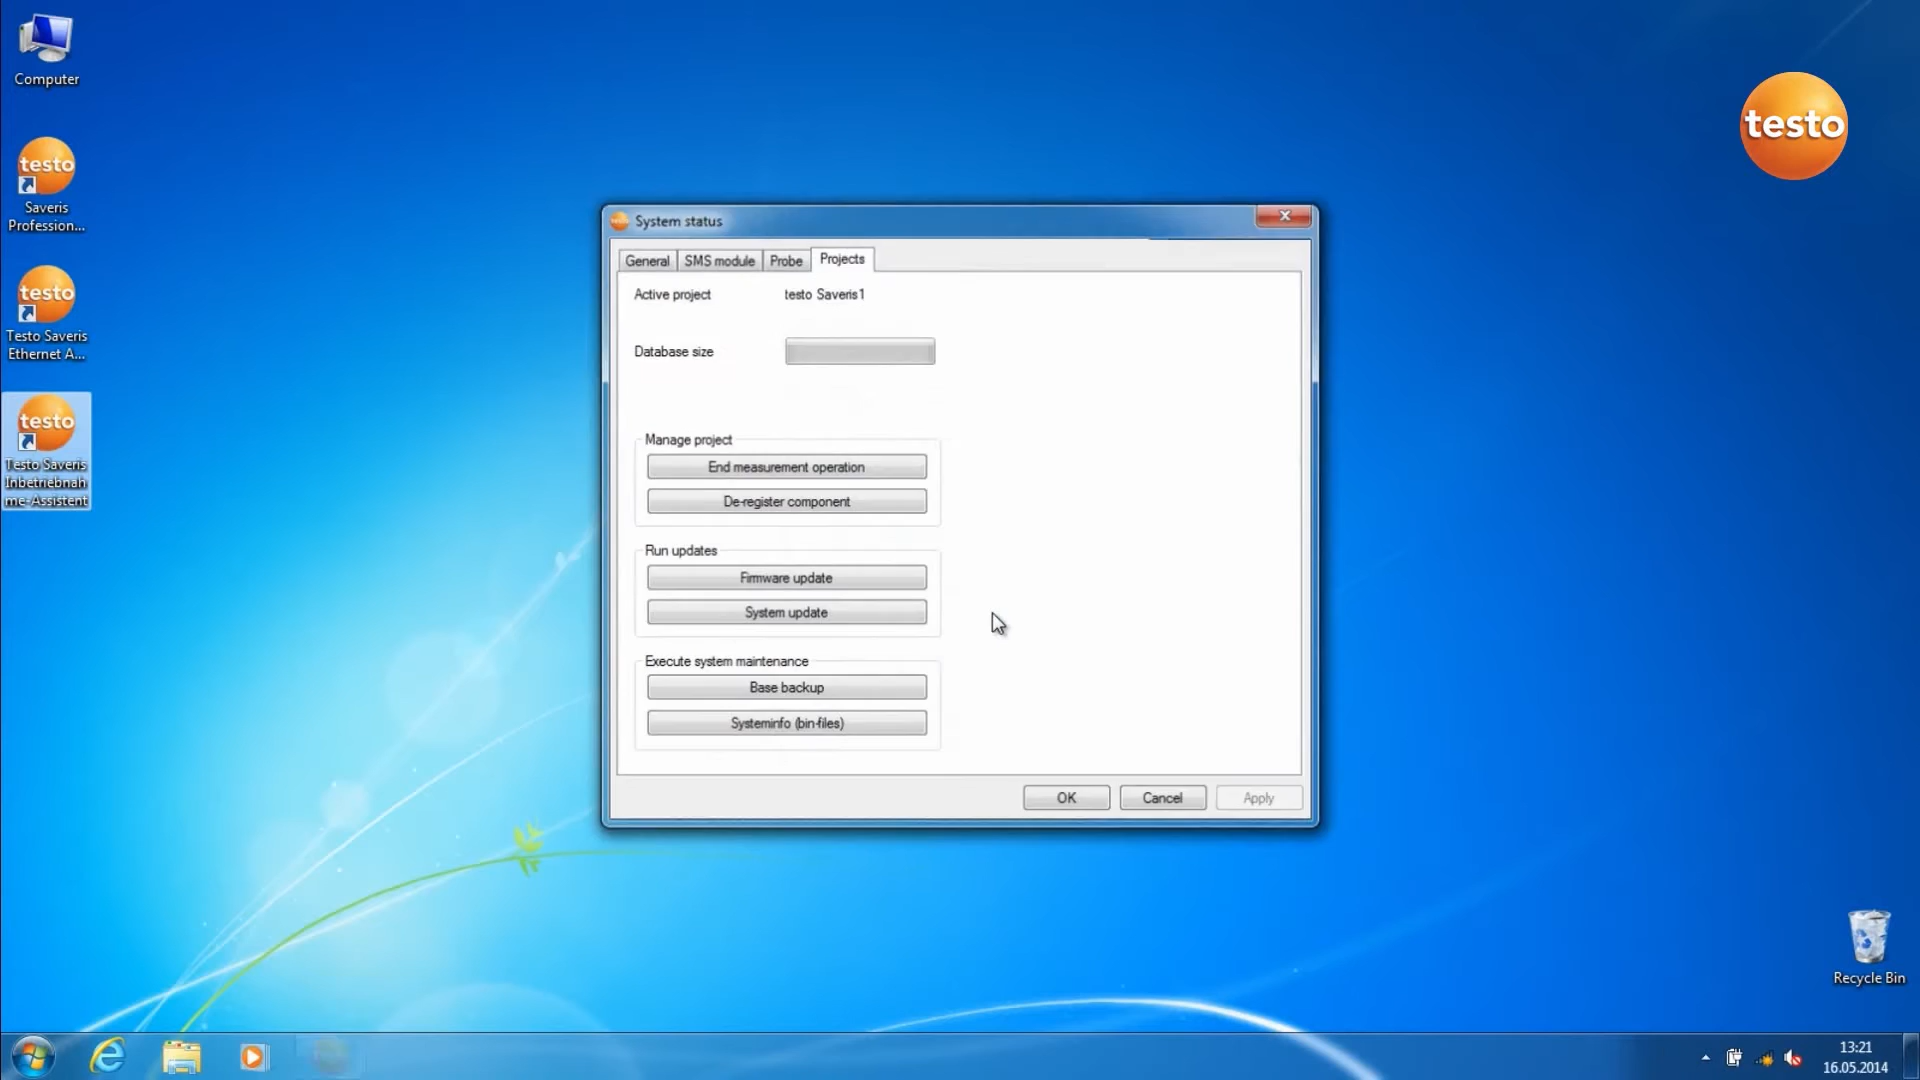 Computer
testo
Saveris
Profession...
testo
Testo Saveris
Ethernet A...
testo
Testo Saveris
Inbetriebnah
me-Assistent
testo
System status
General
SMS module
Probe
Projects
Active project
testo Saveris1
Database size
Manage project
End measurement operation
De-register component
Run updates
Firmware update
System update
Execute system maintenance
Base backup
Systeminfo (bin-files)
OK
Cancel
Apply
Recycle Bin
13:21
16.05.2014